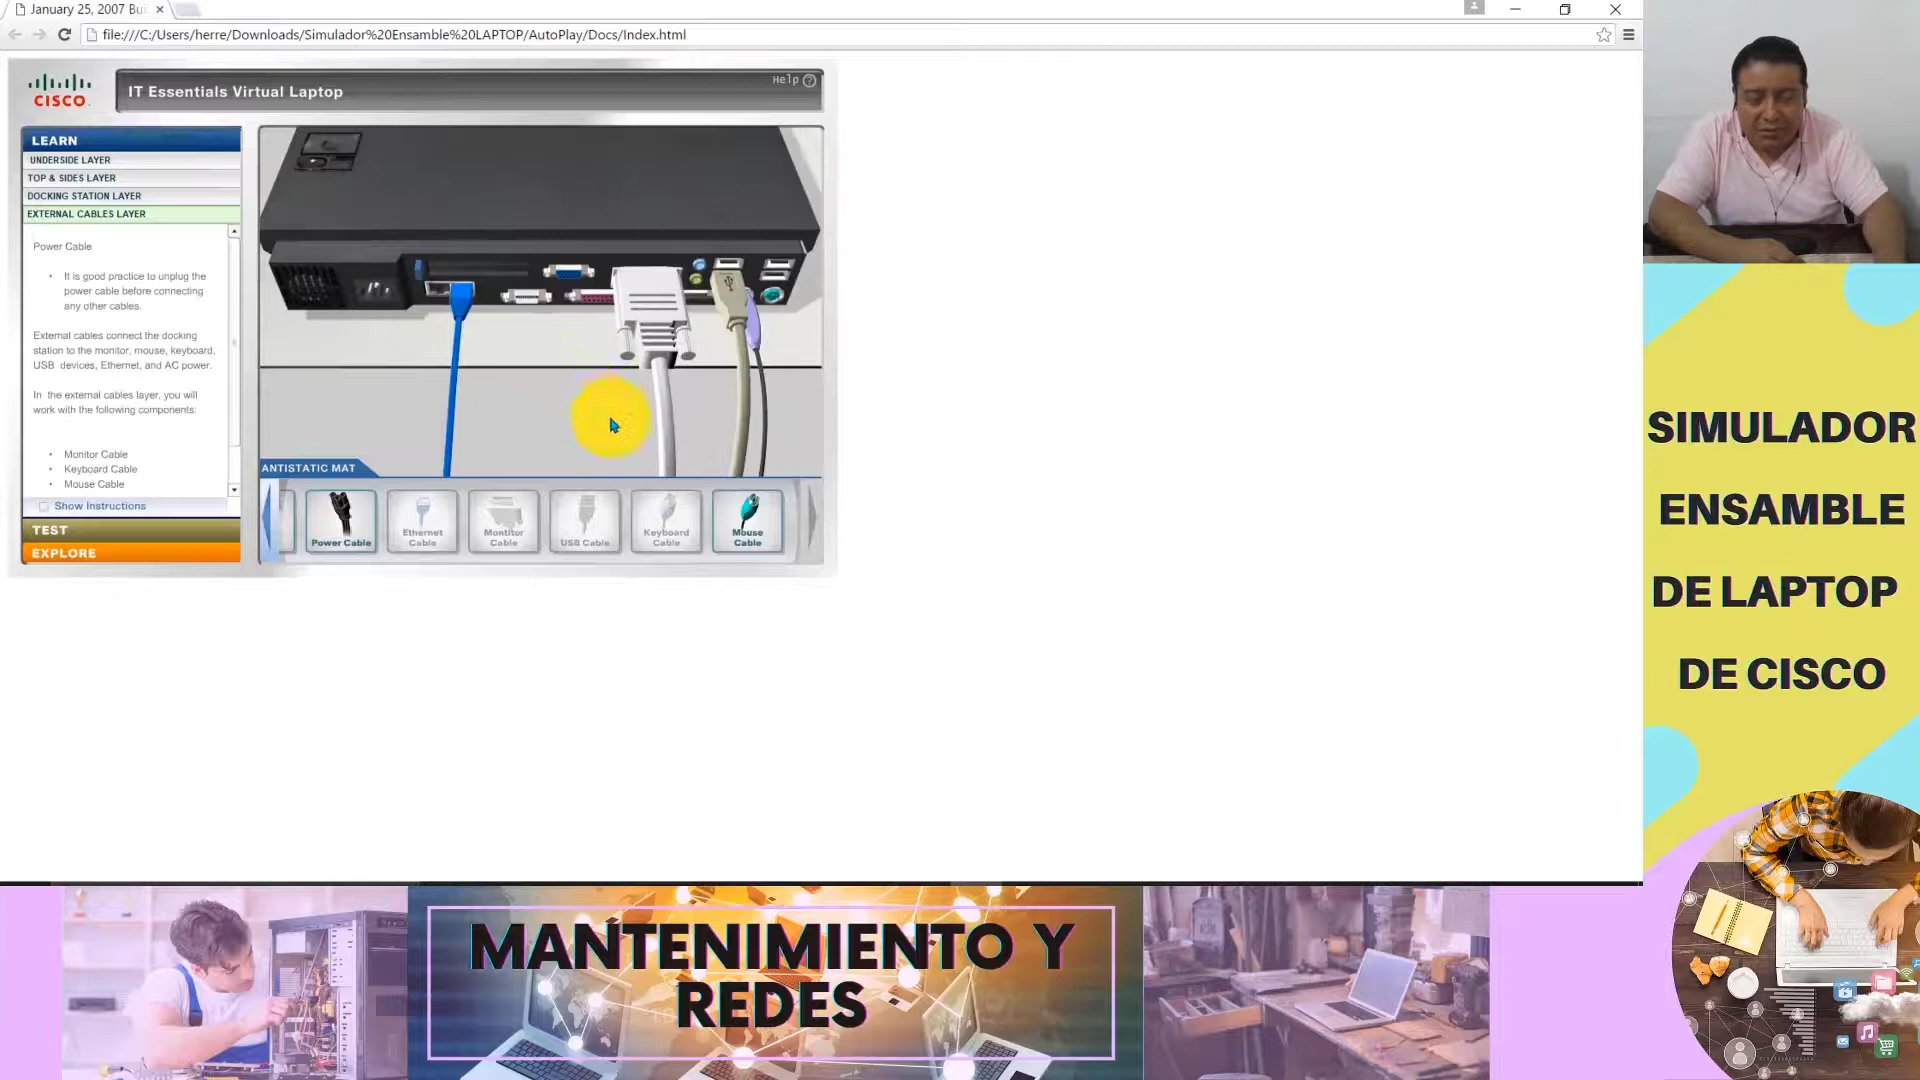 January 25, 2007 Bu
file:///C:/Users/herre/Downloads/Simulador%20Ensamble%20LAPTOP/AutoPlay/Docs/Index.html
CISCO
IT Essentials Virtual Laptop
Help ?
LEARN
UNDERSIDE LAYER
TOP & SIDES LAYER
DOCKING STATION LAYER
EXTERNAL CABLES LAYER
Power Cable
• It is good practice to unplug the
power cable before connecting
any other cables.
External cables connect the docking
station to the monitor, mouse, keyboard,
USB devices, Ethernet, and AC power.
In the external cables layer, you will
work with the following components:
• Monitor Cable
• Keyboard Cable
• Mouse Cable
Show Instructions
TEST
EXPLORE
ANTISTATIC MAT
Power Cable
Ethernet
Cable
Monitor
Cable
USB Cable
Keyboard
Cable
Mouse
Cable
SIMULADOR
ENSAMBLE
DE LAPTOP
DE CISCO
MANTENIMIENTO Y
REDES